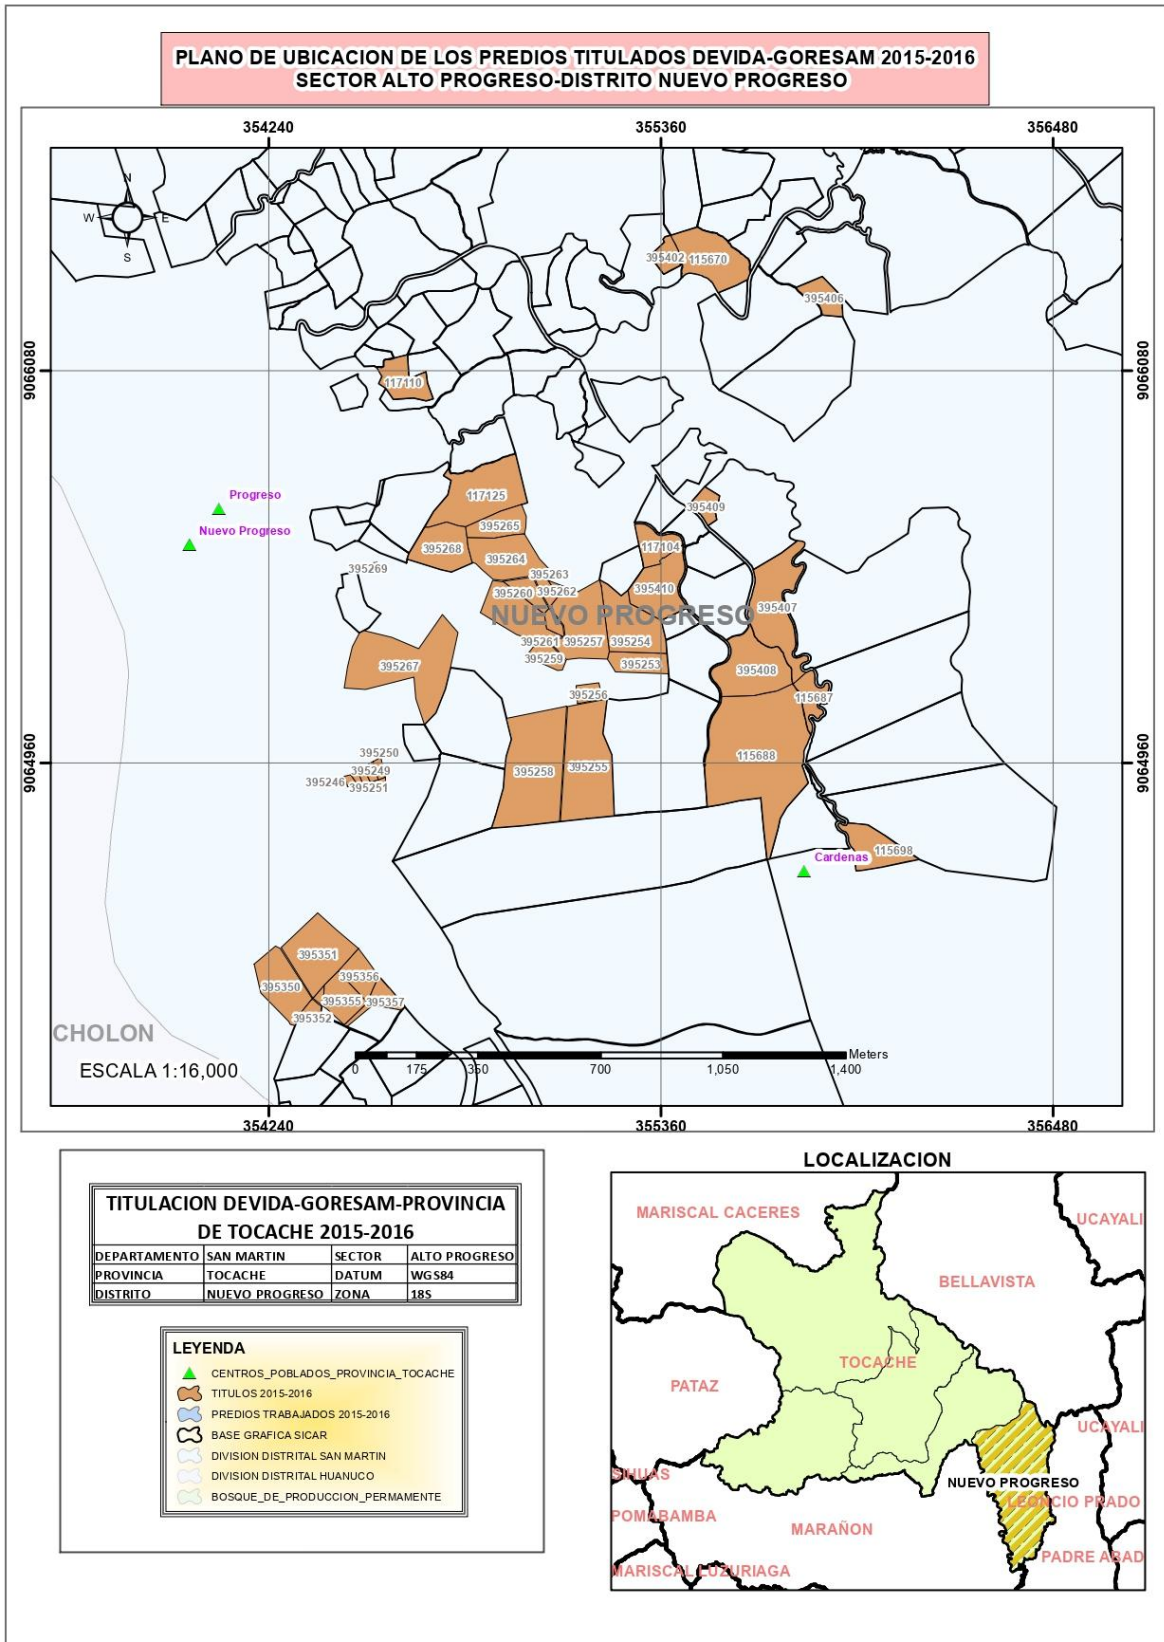 PLANO DE UBICACION DE LOS PREDIOS TITULADOS DEVIDA-GORESAM 2015-2016
SECTOR ALTO PROGRESO-DISTRITO NUEVO PROGRESO
354240
355360
356480
N
W
E
S
395402
115670
395406
9066080
9066080
117110
Progreso
117125
395409
Nuevo Progreso
395265
395268
117104
395264
395269
395263
395260
395262
395410
395407
NUEVO PROGRESO
395261
395257
395254
395259
395253
395267
395408
395256
115687
395250
115688
395249
395258
395255
395246
395251
9064960
9064960
115698
Cardenas
395351
395356
395350
395355
395357
395352
CHOLON
ESCALA 1:16,000
Meters
0
175
350
700
1,050
1,400
354240
355360
356480
TITULACION DEVIDA-GORESAM-PROVINCIA
DE TOCACHE 2015-2016
DEPARTAMENTO SAN MARTIN SECTOR ALTO PROGRESO
PROVINCIA TOCACHE DATUM WGS84
DISTRITO NUEVO PROGRESO ZONA 18S
LEYENDA
CENTROS_POBLADOS_PROVINCIA_TOCACHE
TITULOS 2015-2016
PREDIOS TRABAJADOS 2015-2016
BASE GRAFICA SICAR
DIVISION DISTRITAL SAN MARTIN
DIVISION DISTRITAL HUANUCO
BOSQUE_DE_PRODUCCION_PERMAMENTE
LOCALIZACION
MARISCAL CACERES
UCAYALI
BELLAVISTA
TOCACHE
PATAZ
UCAYALI
SIHUAS
NUEVO PROGRESO
LEONCIO PRADO
POMABAMBA
MARAÑON
PADRE ABAD
MARISCAL LUZURIAGA